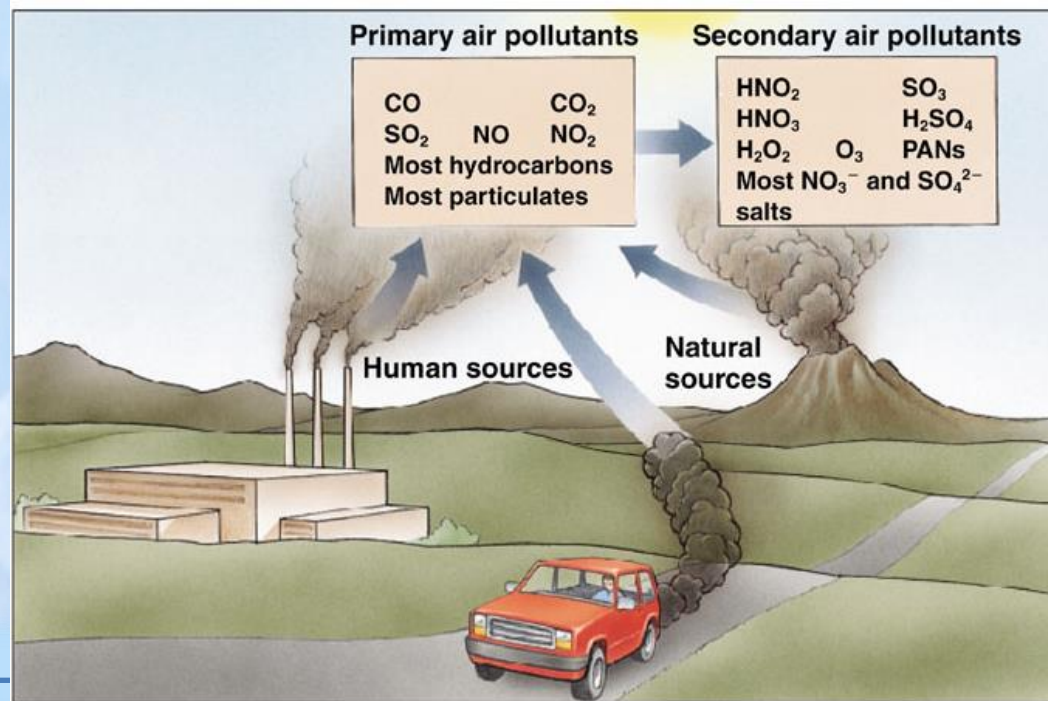 Primary air pollutants
CO CO₂
SO₂ NO NO₂
Most hydrocarbons
Most particulates
Secondary air pollutants
HNO₂ SO₃
HNO₃ H₂SO₄
H₂O₂ O₃ PANs
Most NO₃⁻ and SO₄²⁻
salts
Human sources
Natural
sources